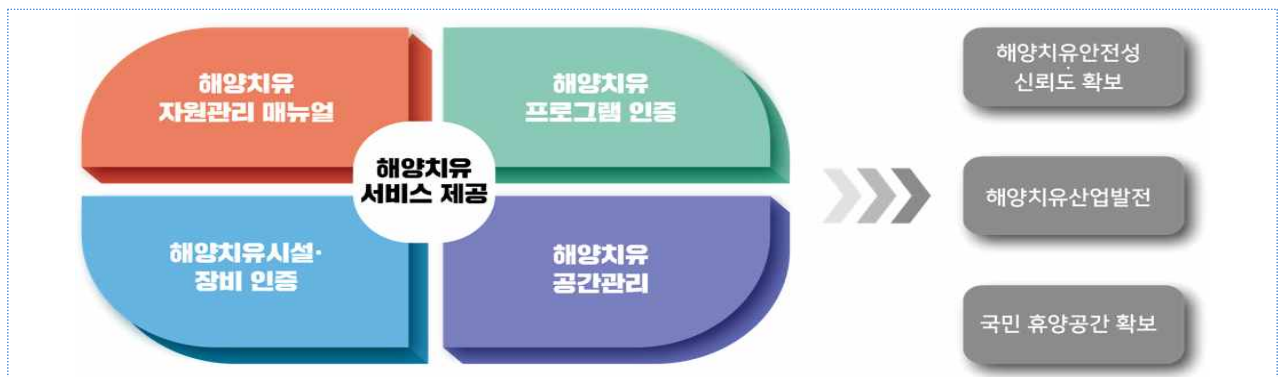 해양치유
자원관리 매뉴얼
해양치유
프로그램 인증
해양치유
서비스 제공
해양치유시설·
장비 인증
해양치유
공간관리
해양치유안전성
·
신뢰도 확보
해양치유산업발전
국민 휴양공간 확보